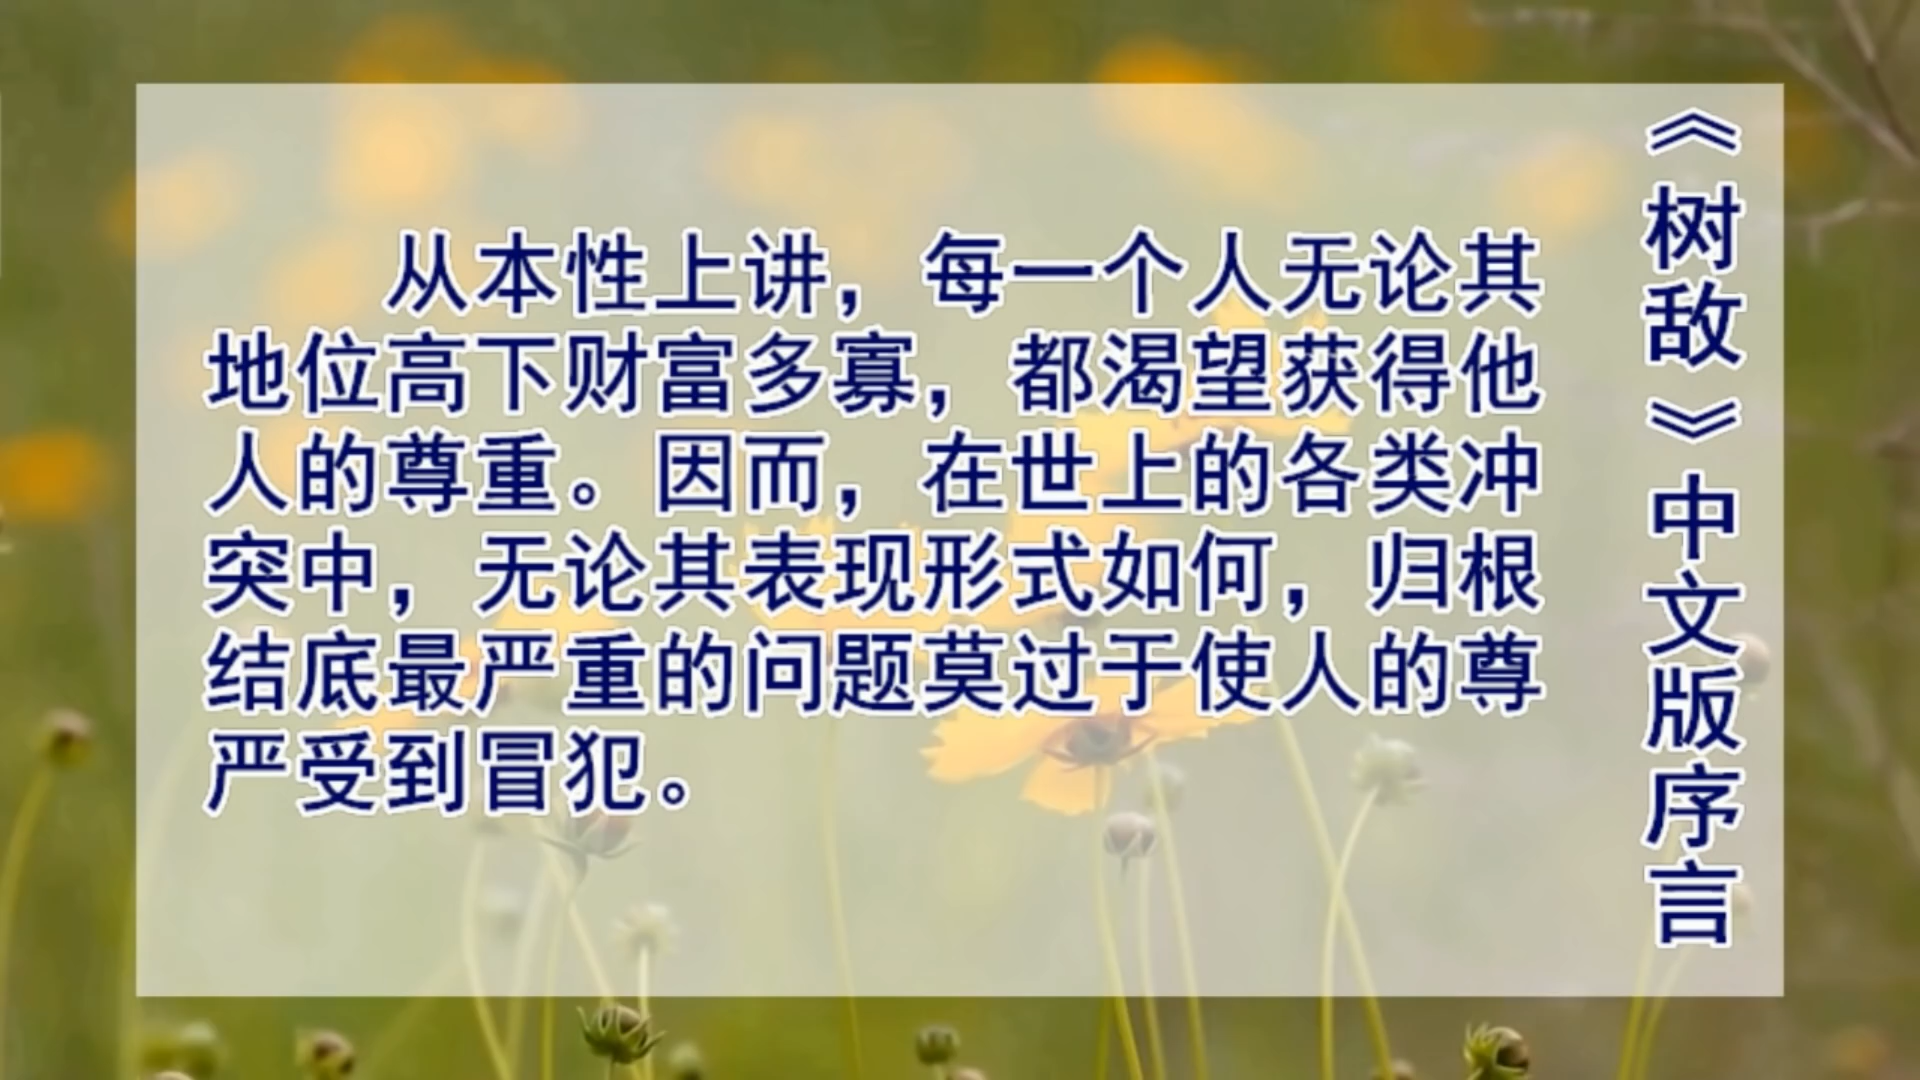 《树敌》中文版序言
从本性上讲，每一个人无论其
地位高下财富多寡，都渴望获得他
人的尊重。因而，在世上的各类冲
突中，无论其表现形式如何，归根
结底最严重的问题莫过于使人的尊
严受到冒犯。